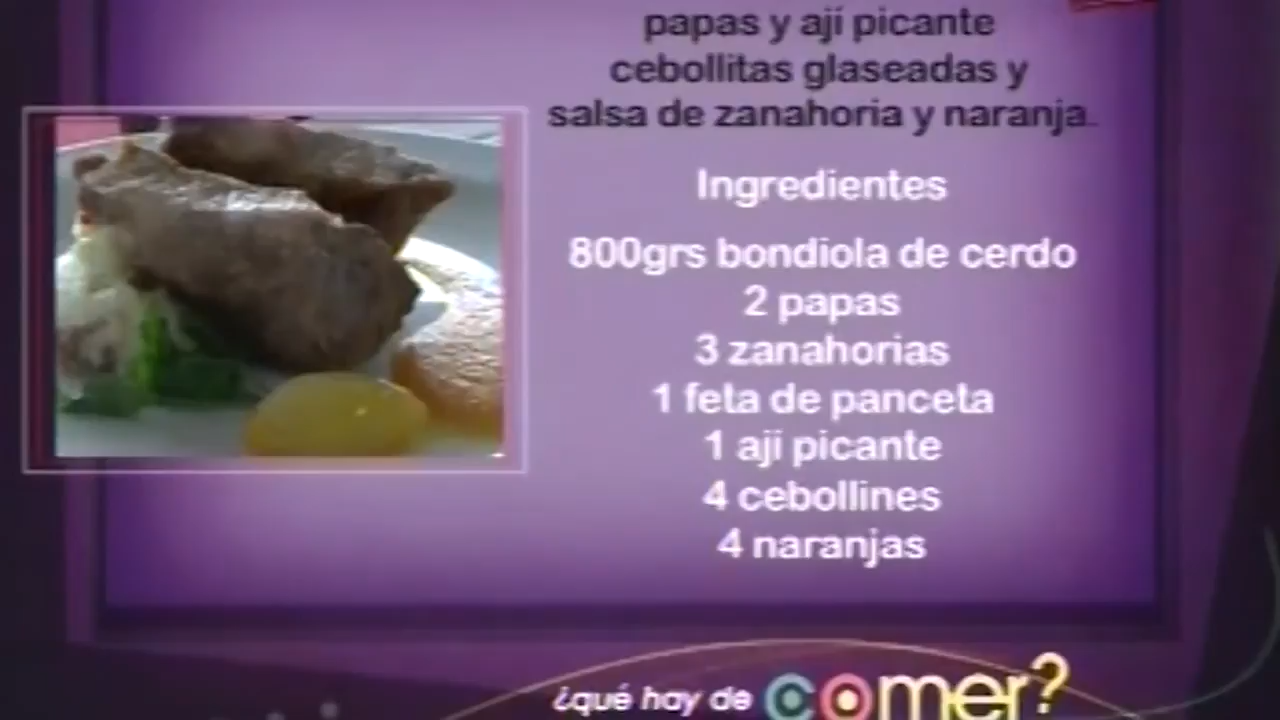 papas y ají picante
cebollitas glaseadas y
salsa de zanahoria y naranja.
Ingredientes
800grs bondiola de cerdo
2 papas
3 zanahorias
1 feta de panceta
1 aji picante
4 cebollines
4 naranjas
¿qué hay de comer?